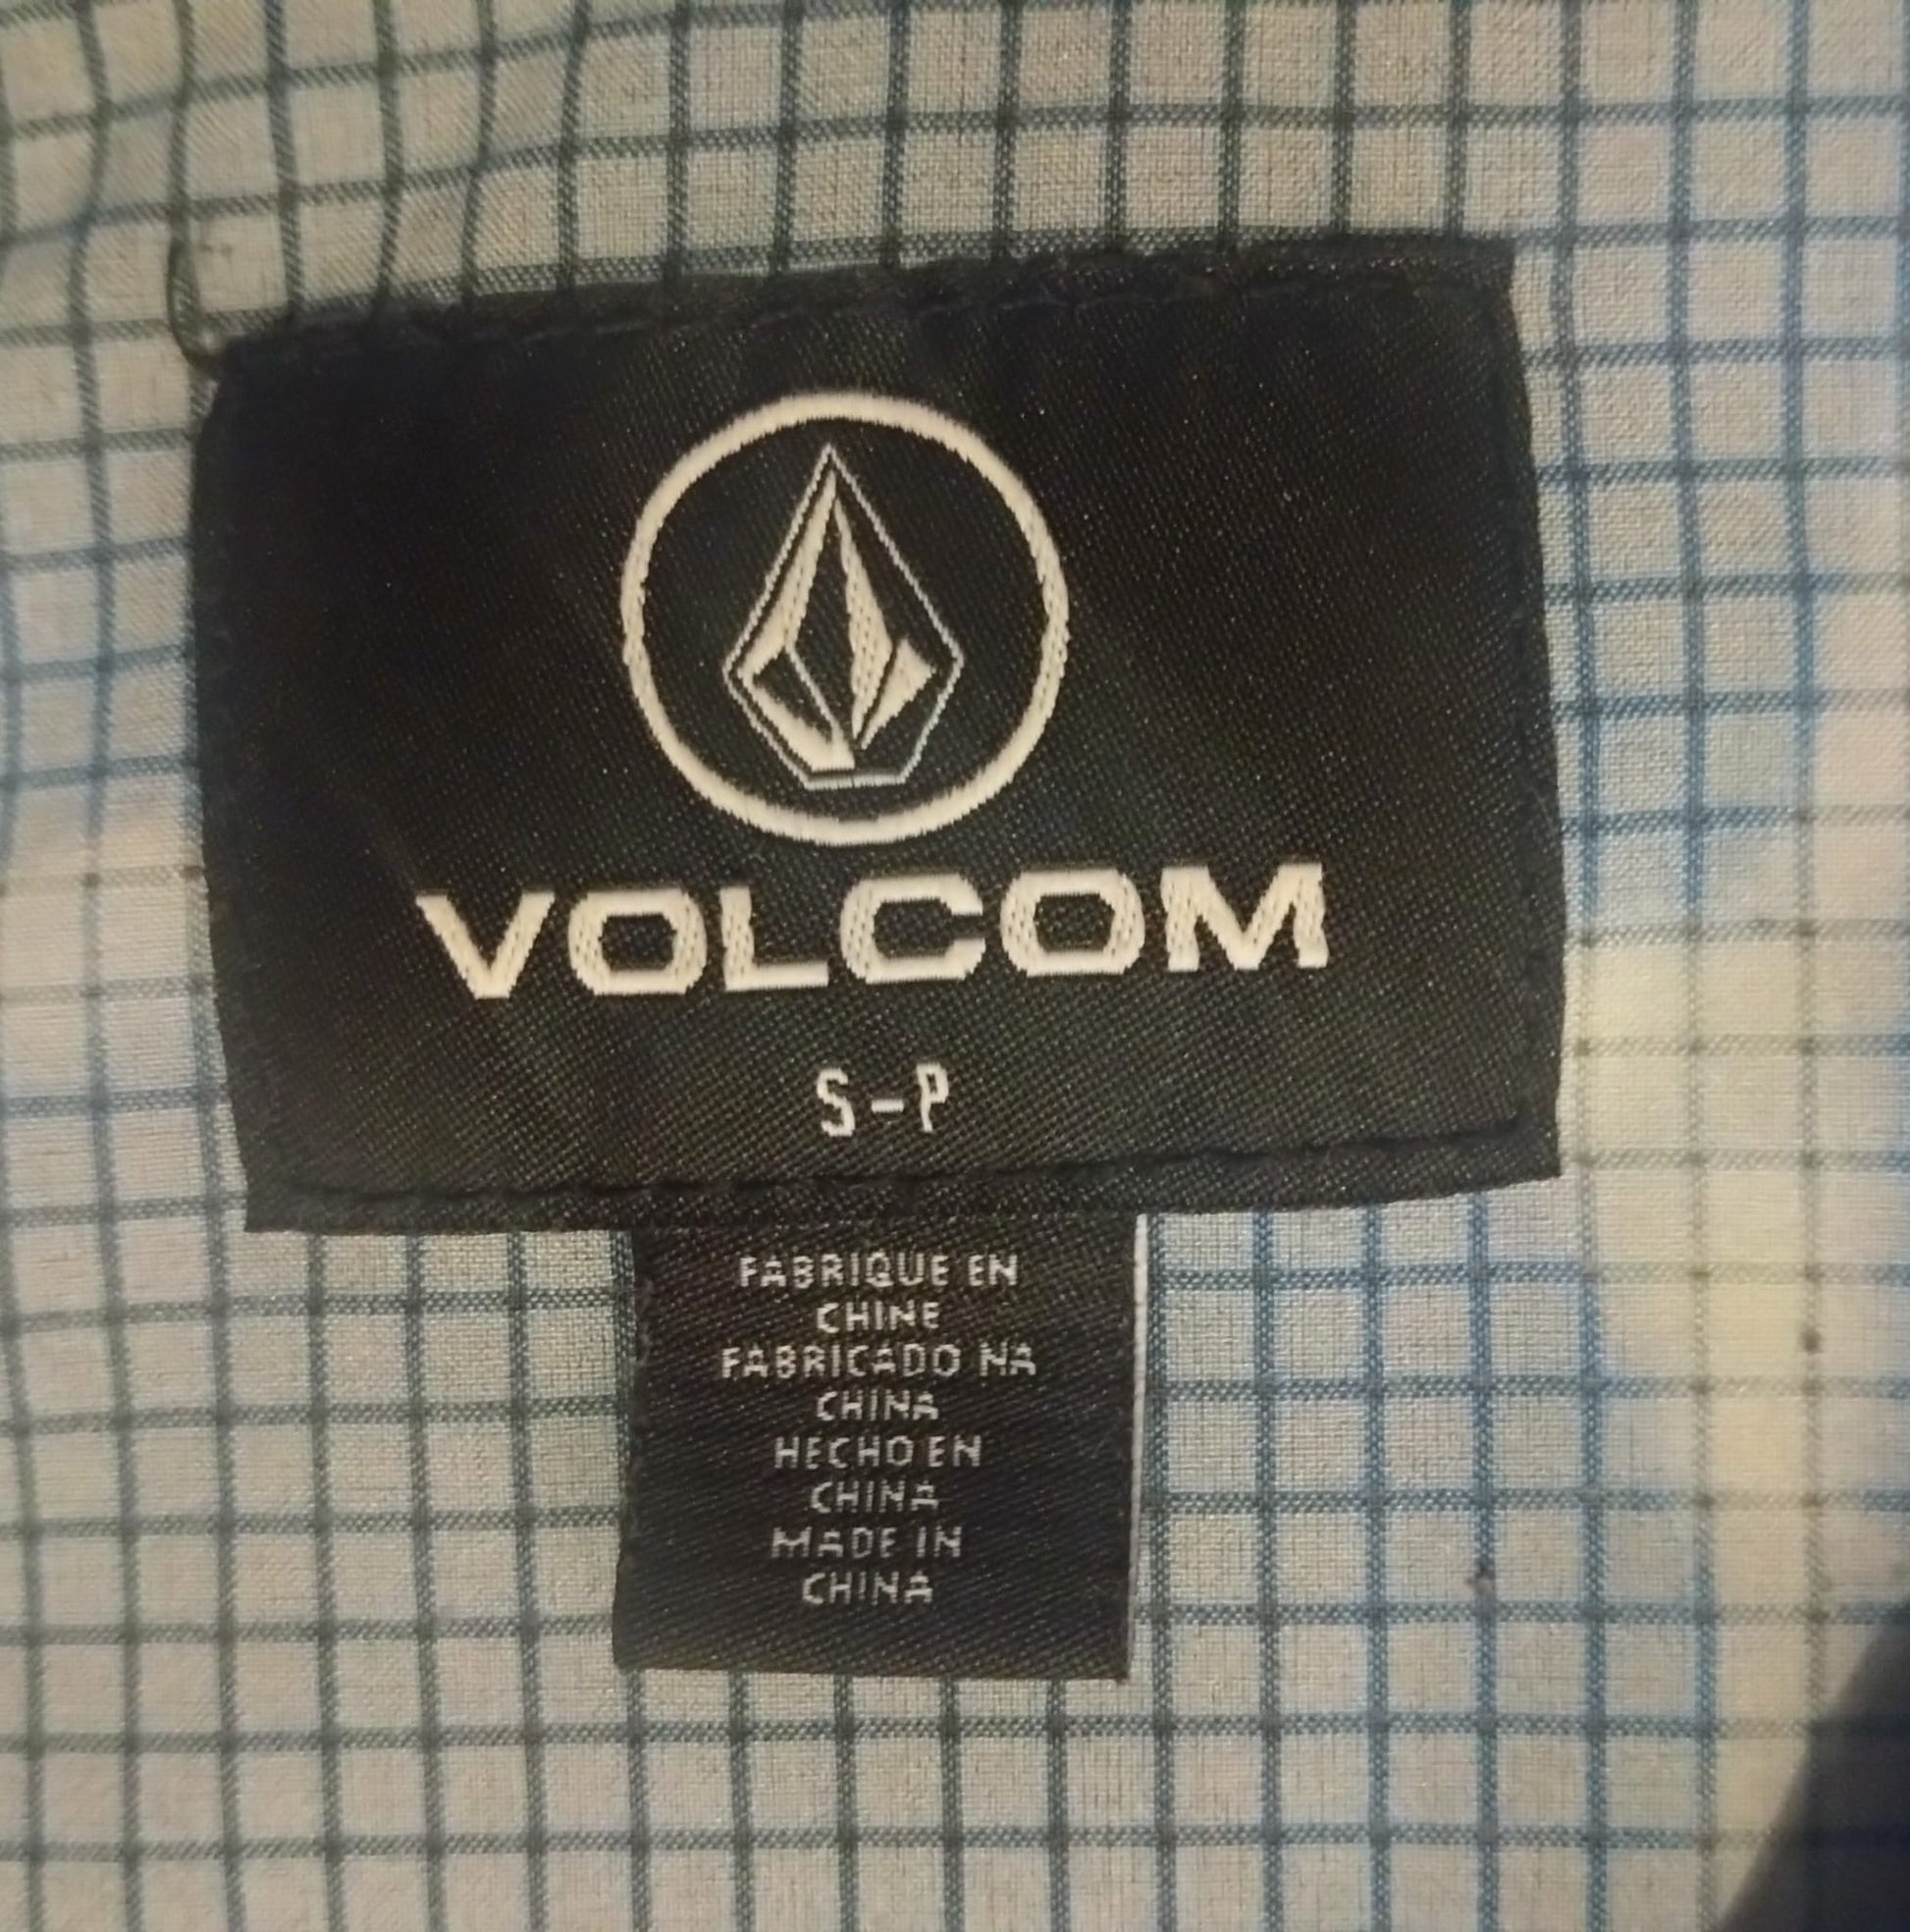 VOLCOM
S-P
FABRIQUE EN
CHINE
FABRICADO NA
CHINA
HECHO EN
CHINA
MADE IN
CHINA